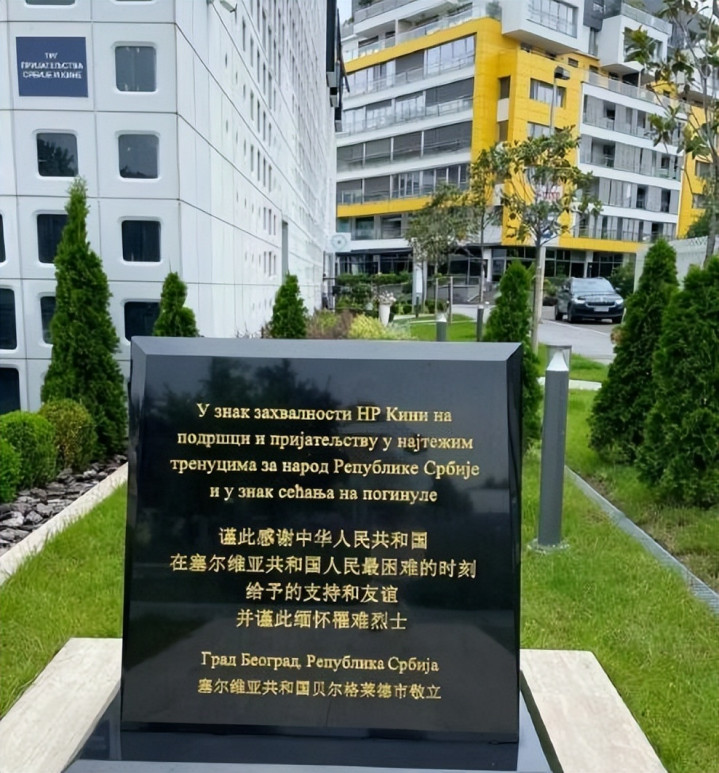 ТРГ
ПРИЈАТЕЉСТВА
СРБИЈЕ И КИНЕ
У знак захвалности НР Кини на
подршци и пријатељству у најтежим
тренуцима за народ Републике Србије
и у знак сећања на погинуле
谨此感谢中华人民共和国
在塞尔维亚共和国人民最困难的时刻
给予的支持和友谊
并谨此缅怀罹难烈士
Град Београд, Република Србија
塞尔维亚共和国贝尔格莱德市敬立